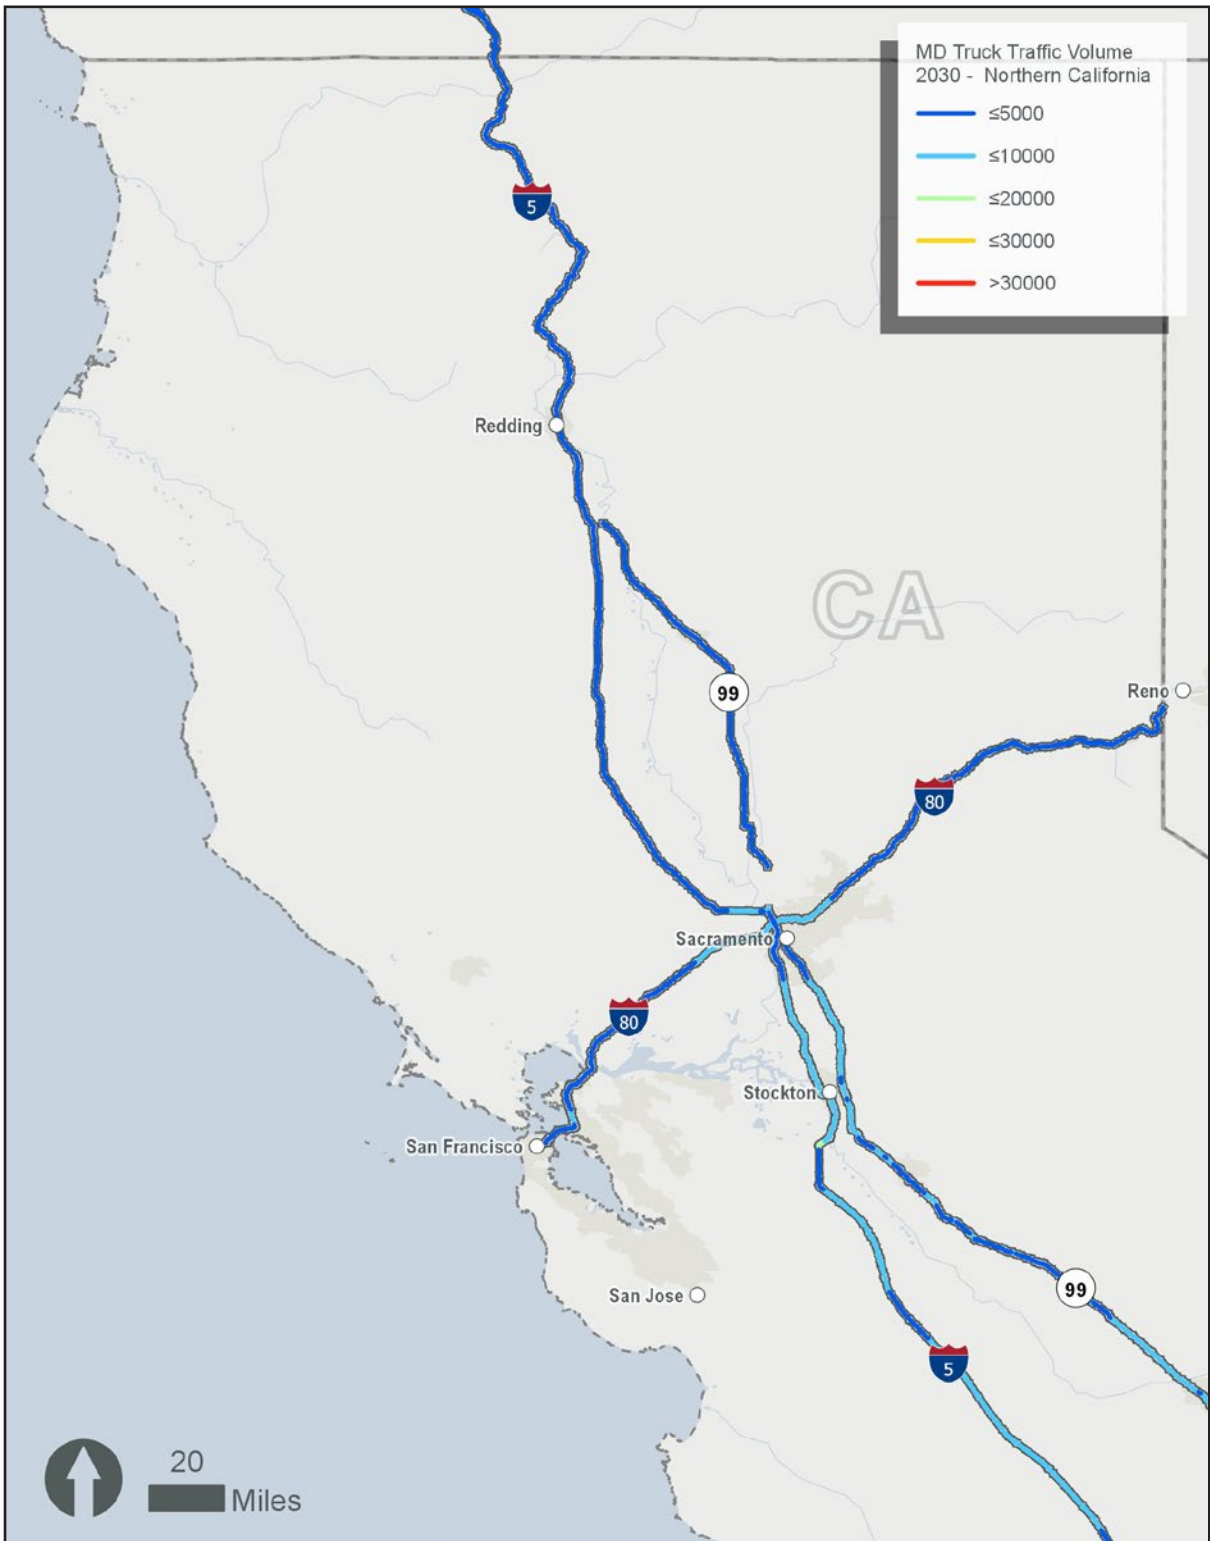 MD Truck Traffic Volume
2030 - Northern California
≤5000
≤10000
≤20000
≤30000
>30000
5
Redding
CA
99
Reno
80
Sacramento
80
Stockton
San Francisco
99
San Jose
5
20
Miles